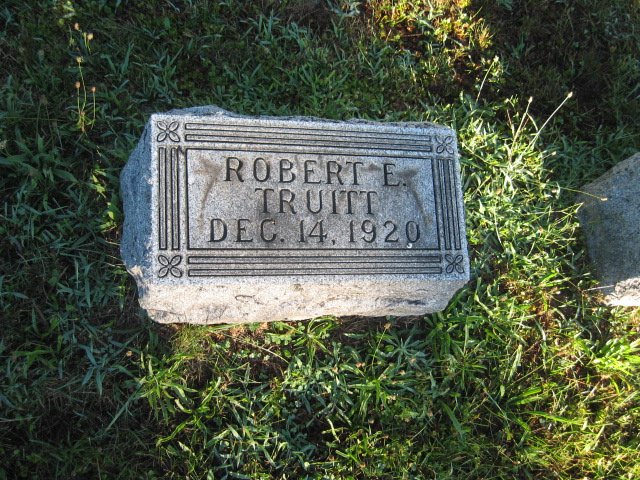 ROBERT E.
TRUITT
DEC. 14, 1920